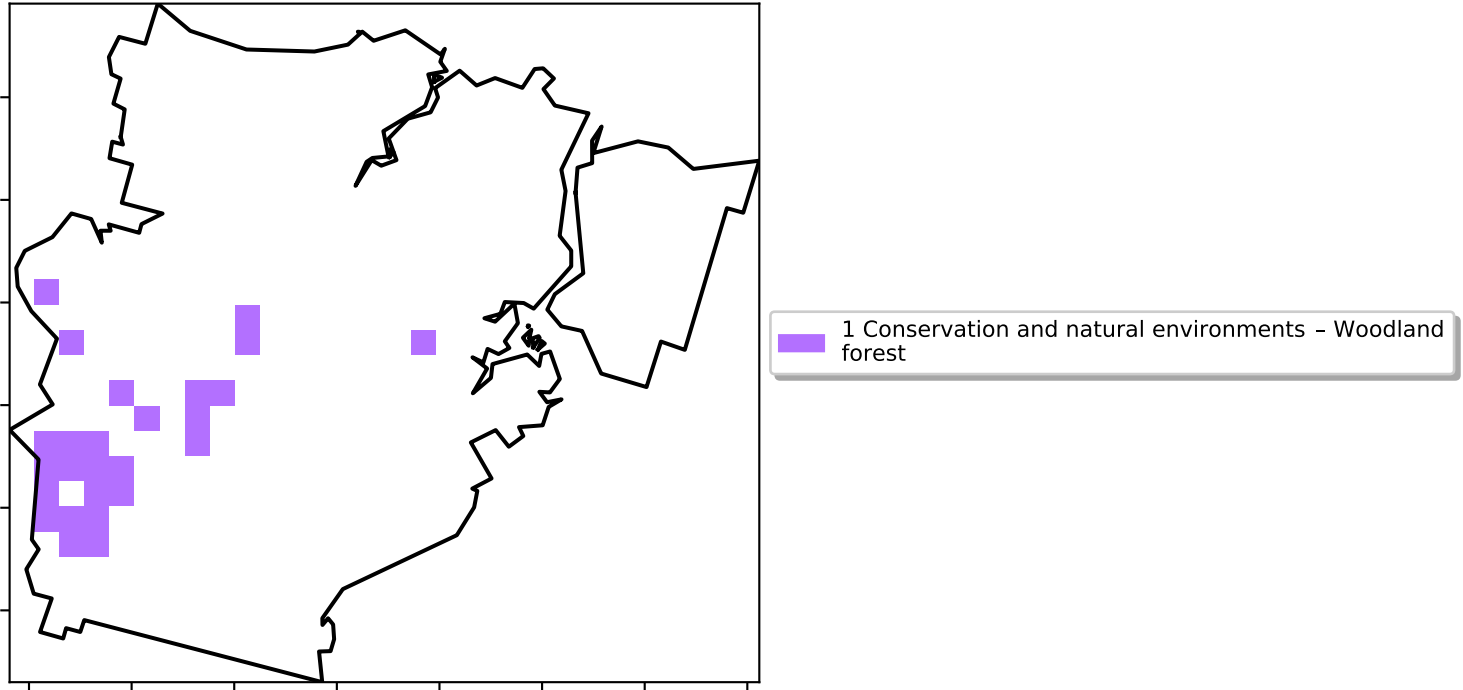 1 Conservation and natural environments – Woodland
forest